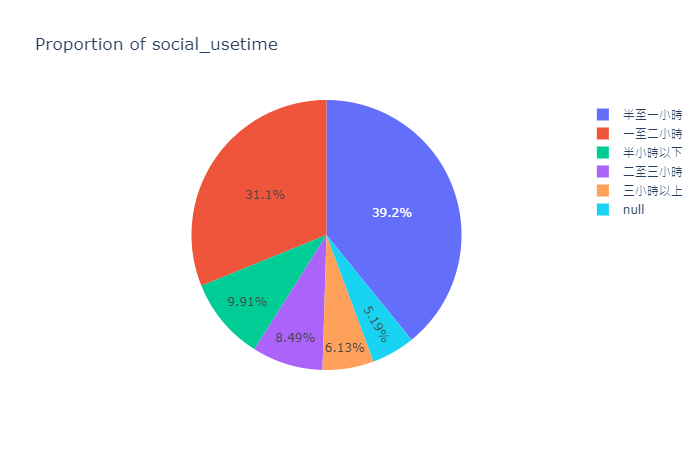 Proportion of social_usetime
半至一小時
一至二小時
半小時以下
二至三小時
三小時以上
null
31.1%
39.2%
9.91%
8.49%
6.13%
5.19%